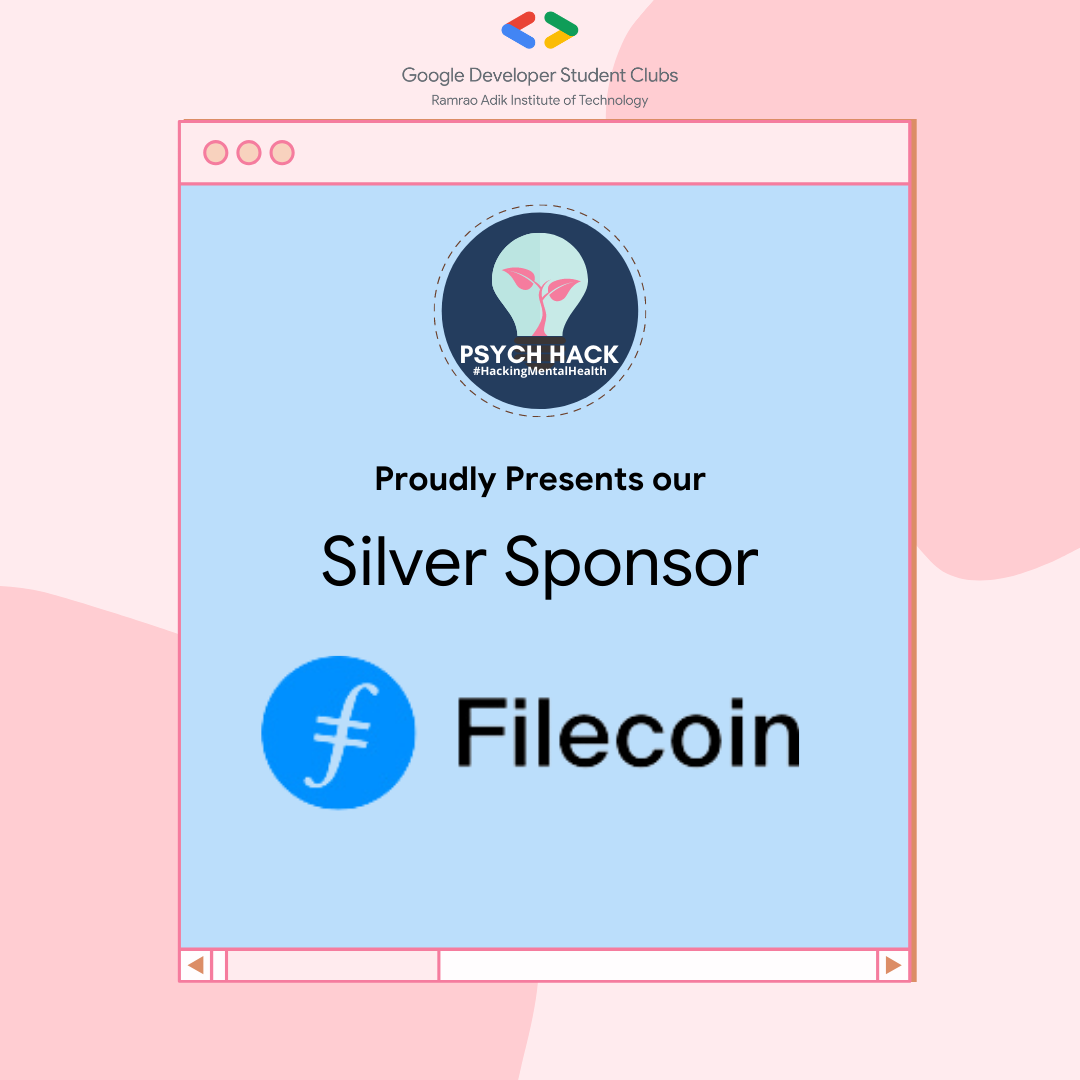 Google Developer Student Clubs
Ramrao Adik Institute of Technology
PSYCH HACK
#HackingMentalHealth
Proudly Presents our
Silver Sponsor
Filecoin